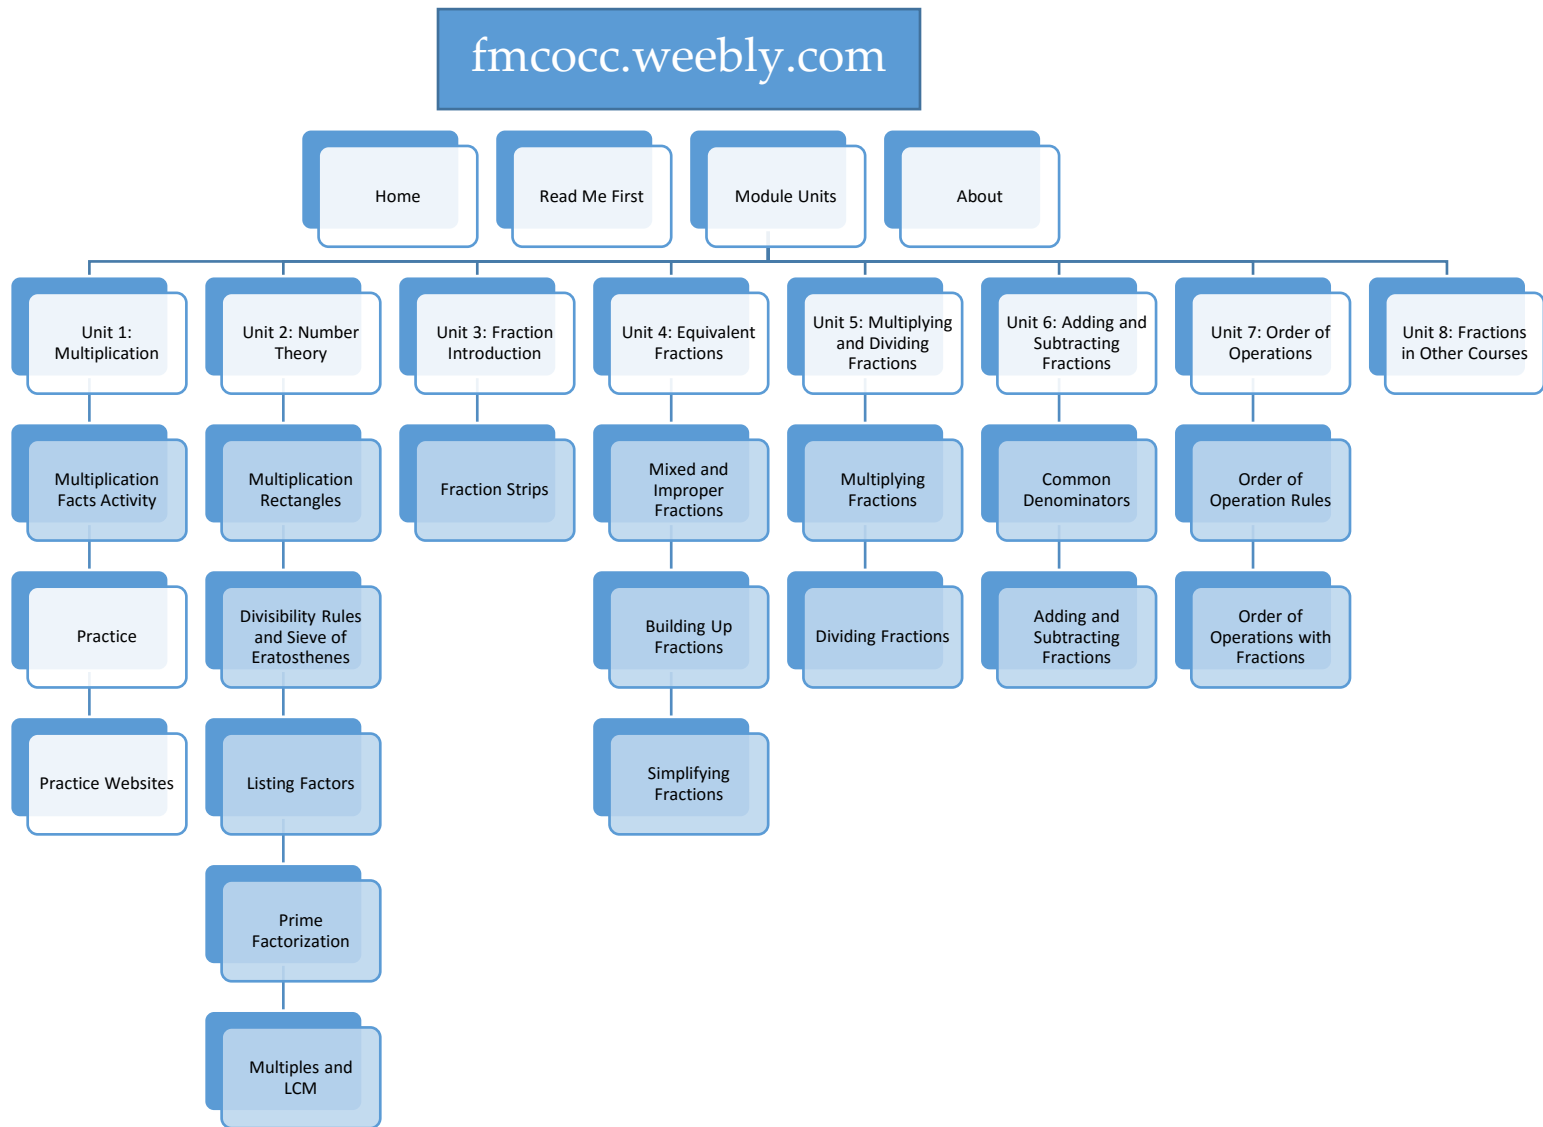 fmcocc.weebly.com
Home
Read Me First
Module Units
About
Unit 1:
Multiplication
Unit 2: Number
Theory
Unit 3: Fraction
Introduction
Unit 4: Equivalent
Fractions
Unit 5: Multiplying
and Dividing
Fractions
Unit 6: Adding and
Subtracting
Fractions
Unit 7: Order of
Operations
Unit 8: Fractions
in Other Courses
Multiplication
Facts Activity
Multiplication
Rectangles
Fraction Strips
Mixed and
Improper
Fractions
Multiplying
Fractions
Common
Denominators
Order of
Operation Rules
Practice
Divisibility Rules
and Sieve of
Eratosthenes
Building Up
Fractions
Dividing Fractions
Adding and
Subtracting
Fractions
Order of
Operations with
Fractions
Practice Websites
Listing Factors
Simplifying
Fractions
Prime
Factorization
Multiples and
LCM